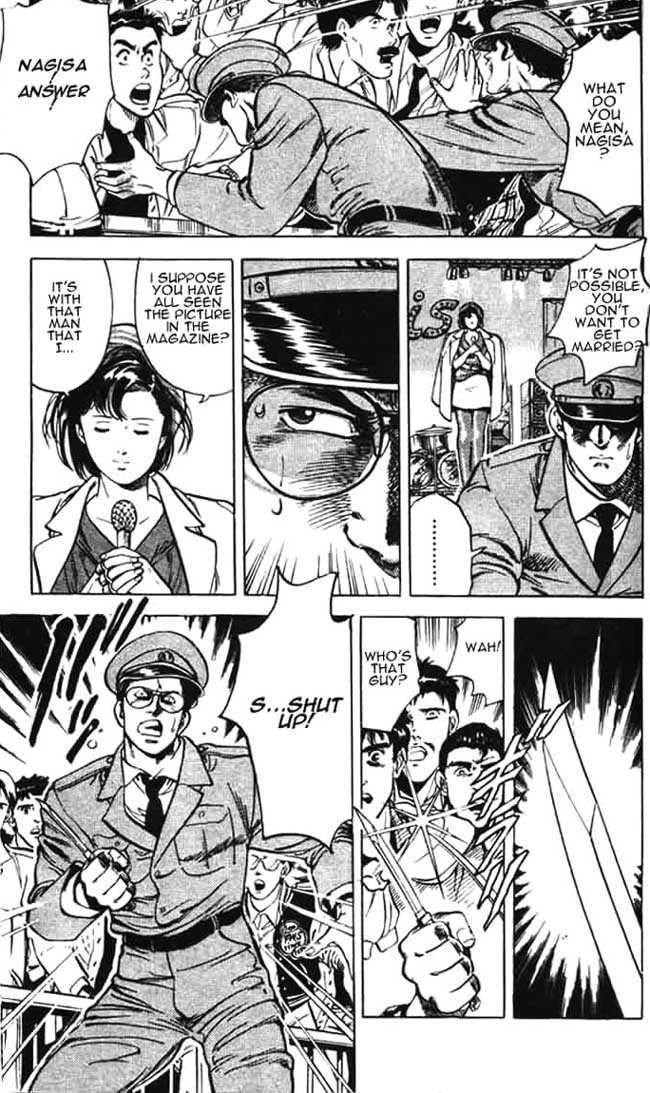 WHAT
DO
YOU
MEAN,
NAGISA
?
NAGISA
ANSWER
IT'S NOT
POSSIBLE,
YOU
DON'T
WANT TO
GET
MARRIED?
.........
I SUPPOSE
YOU HAVE
ALL SEEN
THE PICTURE
IN THE
MAGAZINE?
IT'S
WITH
THAT
MAN
THAT
I...
WAH!
WHO'S
THAT
GUY?
S...SHUT
UP!